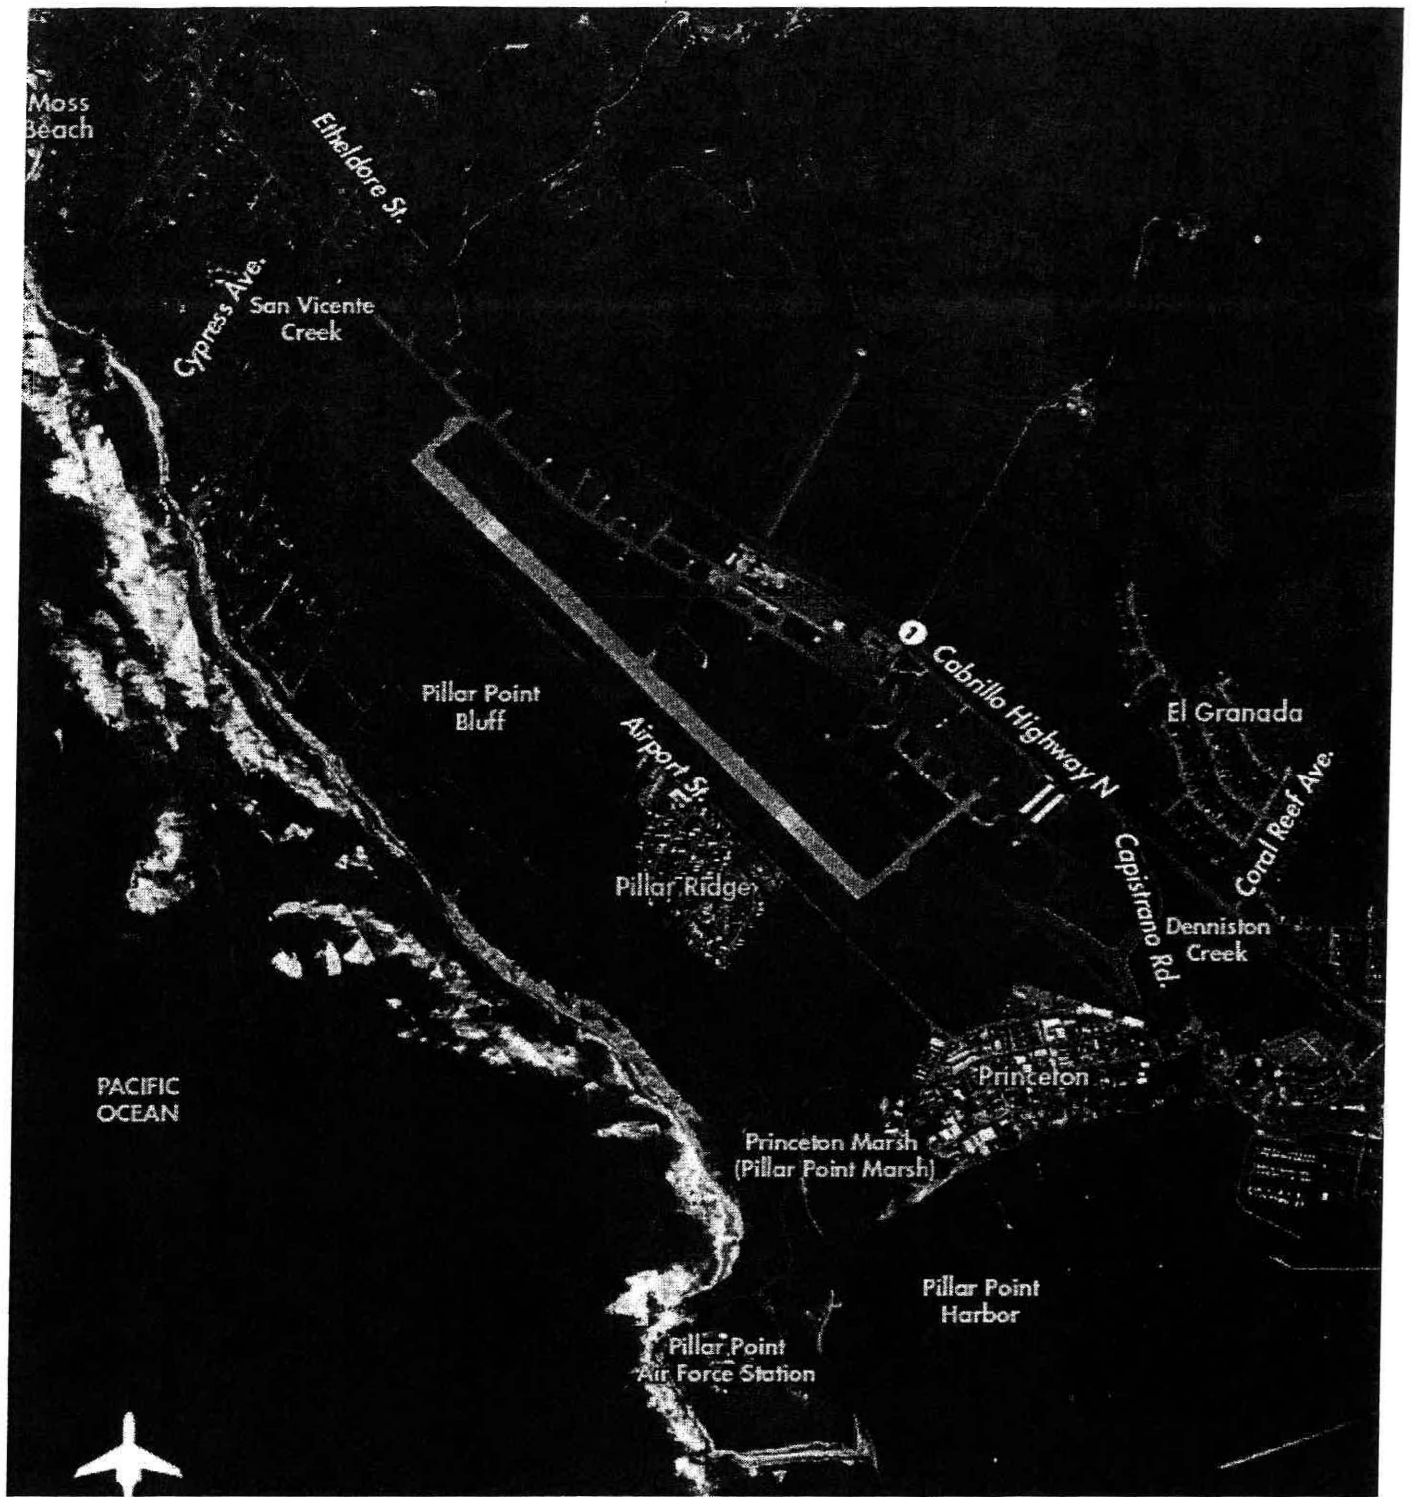 Moss
Beach
Etheldore St.
Cypress Ave.
San Vicente
Creek
1
Cabrillo Highway N
Pillar Point
Bluff
Airport St.
El Granada
Coral Reef Ave.
Capistrano Rd.
Pillar Ridge
Denniston
Creek
PACIFIC
OCEAN
Princeton
Princeton Marsh
(Pillar Point Marsh)
Pillar Point
Harbor
Pillar Point
Air Force Station